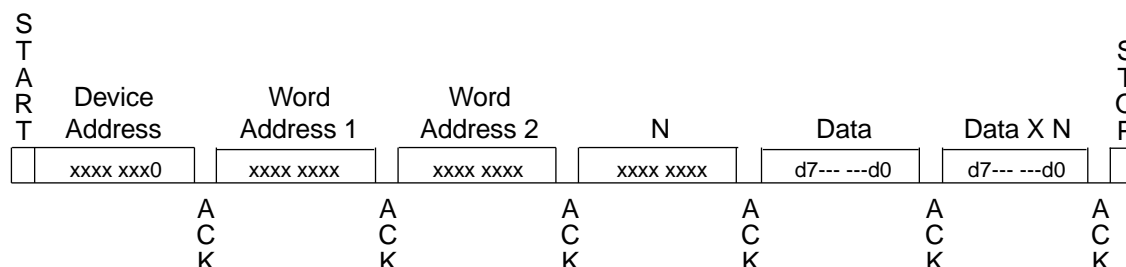 START
Device Address
Word Address 1
Word Address 2
N
Data
Data X N
STOP
xxxx xxx0
xxxx xxxx
xxxx xxxx
xxxx xxxx
d7--- ---d0
d7--- ---d0
ACK
ACK
ACK
ACK
ACK
ACK